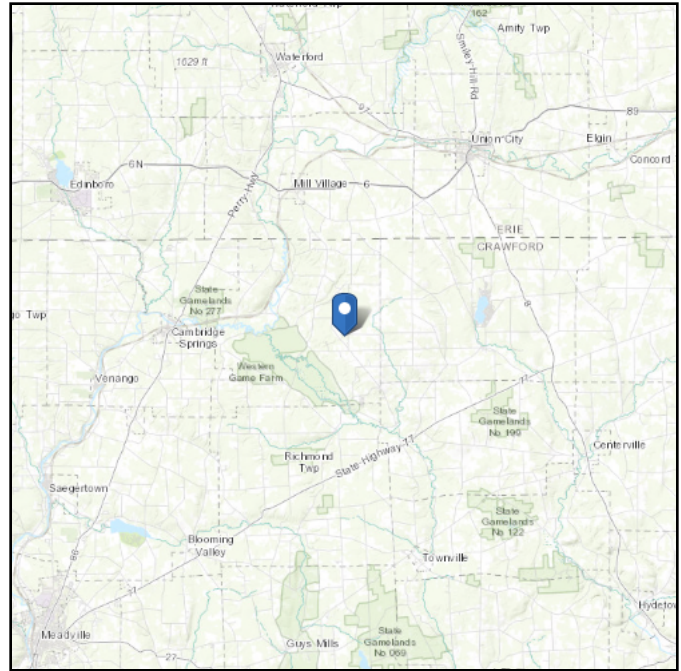 162
Amity Twp
Waterford
1629 ft
Smiley Hill Rd
97
89
Union City
Elgin
Concord
6N
Edinboro
Mill Village
6
Perry Hwy
ERIE
CRAWFORD
State
Gamelands
No 277
8
Twp
Cambridge
Springs
Western
Game Farm
Venango
77
State
Gamelands
No 190
Centerville
Richmond
Twp
State Highway 77
Saegertown
State
Gamelands
No 122
Blooming
Valley
Townville
86
77
Meadville
27
Guys Mills
State
Gamelands
No 069